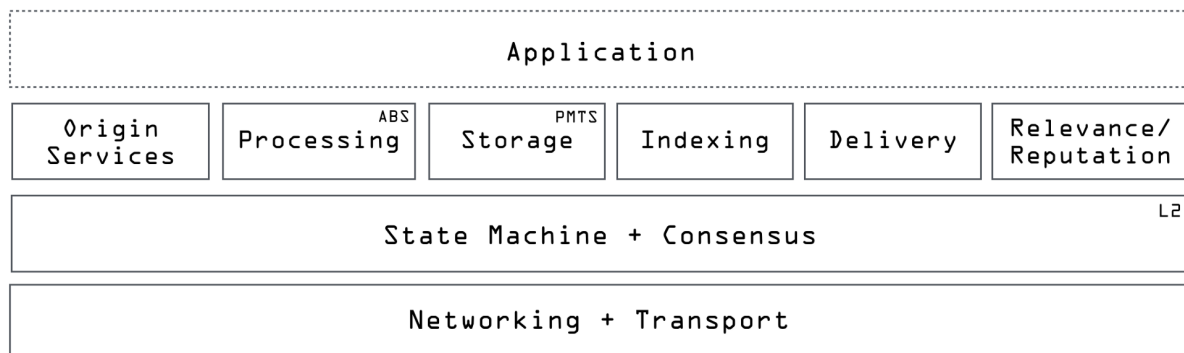 Application
Origin
Services
Processing
ABS
Storage
PMTS
Indexing
Delivery
Relevance/
Reputation
L2
State Machine + Consensus
Networking + Transport